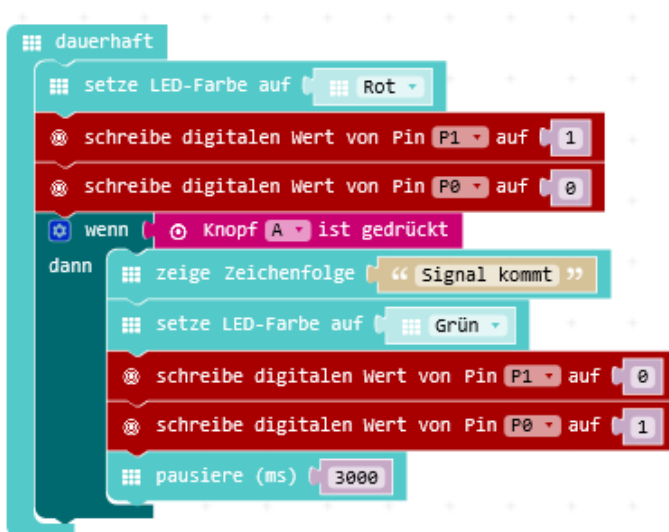 dauerhaft
setze LED-Farbe auf Rot
schreibe digitalen Wert von Pin P1 auf 1
schreibe digitalen Wert von Pin P0 auf 0
wenn Knopf A ist gedrückt
dann zeige Zeichenfolge “ Signal kommt ”
setze LED-Farbe auf Grün
schreibe digitalen Wert von Pin P1 auf 0
schreibe digitalen Wert von Pin P0 auf 1
pausiere (ms) 3000